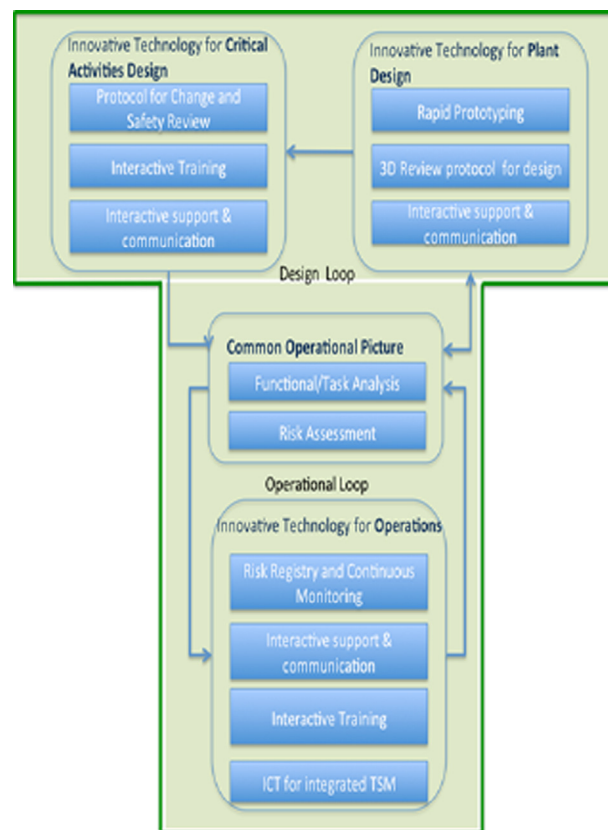 Innovative Technology for Critical
Activities Design
Protocol for Change and
Safety Review
Interactive Training
Interactive support &
communication
Innovative Technology for Plant
Design
Rapid Prototyping
3D Review protocol for design
Interactive support &
communication
Design Loop
Common Operational Picture
Functional/Task Analysis
Risk Assessment
Operational Loop
Innovative Technology for Operations
Risk Registry and Continuous
Monitoring
Interactive support &
communication
Interactive Training
ICT for integrated TSM